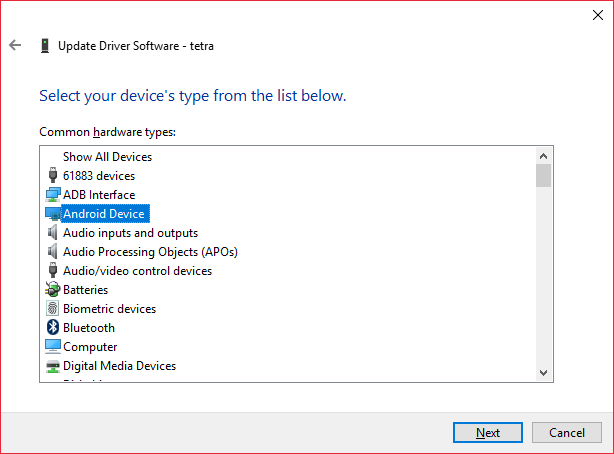 Update Driver Software - tetra
Select your device's type from the list below.
Common hardware types:
Show All Devices
61883 devices
ADB Interface
Android Device
Audio inputs and outputs
Audio Processing Objects (APOs)
Audio/video control devices
Batteries
Biometric devices
Bluetooth
Computer
Digital Media Devices
Next
Cancel